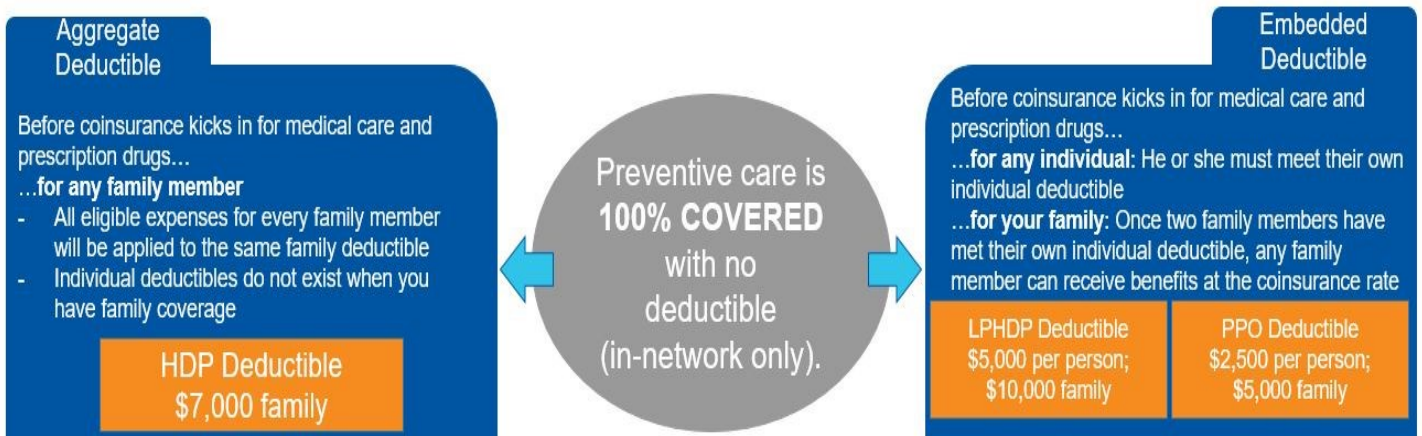 Aggregate
Deductible
Before coinsurance kicks in for medical care and
prescription drugs…
…for any family member
- All eligible expenses for every family member
will be applied to the same family deductible
- Individual deductibles do not exist when you
have family coverage
HDP Deductible
$7,000 family
Preventive care is
100% COVERED
with no
deductible
(in-network only).
Embedded
Deductible
Before coinsurance kicks in for medical care and
prescription drugs…
…for any individual: He or she must meet their own
individual deductible
…for your family: Once two family members have
met their own individual deductible, any family
member can receive benefits at the coinsurance rate
LPHDP Deductible
$5,000 per person;
$10,000 family
PPO Deductible
$2,500 per person;
$5,000 family